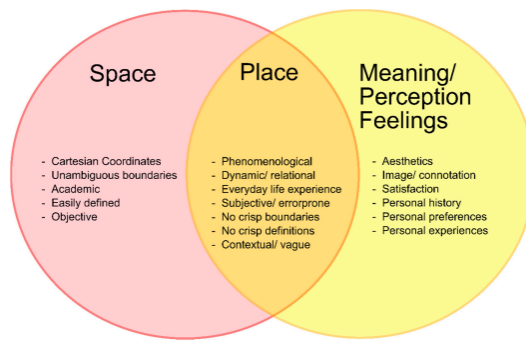 Space
- Cartesian Coordinates
- Unambiguous boundaries
- Academic
- Easily defined
- Objective
Place
- Phenomenological
- Dynamic/ relational
- Everyday life experience
- Subjective/ errorprone
- No crisp boundaries
- No crisp definitions
- Contextual/ vague
Meaning/
Perception
Feelings
- Aesthetics
- Image/ connotation
- Satisfaction
- Personal history
- Personal preferences
- Personal experiences